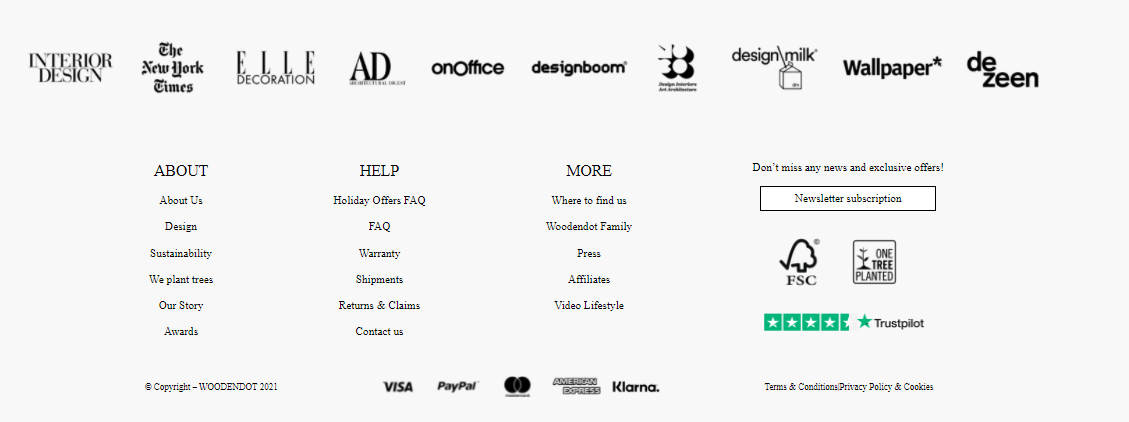 INTERIOR
DESIGN
The
New York
Times
ELLE
DECORATION
AD
ARCHITECTURAL DIGEST
onOffice
designboom®
Design Interiors
Art Architecture
design\milk®
dm
Wallpaper*
de
zeen
ABOUT
About Us
Design
Sustainability
We plant trees
Our Story
Awards
HELP
Holiday Offers FAQ
FAQ
Warranty
Shipments
Returns & Claims
Contact us
MORE
Where to find us
Woodendot Family
Press
Affiliates
Video Lifestyle
Don’t miss any news and exclusive offers!
Newsletter subscription
©
FSC
ONE
TREE
PLANTED
Trustpilot
© Copyright – WOODENDOT 2021
VISA
PayPal
mastercard
AMERICAN
EXPRESS
Klarna.
Terms & Conditions|Privacy Policy & Cookies